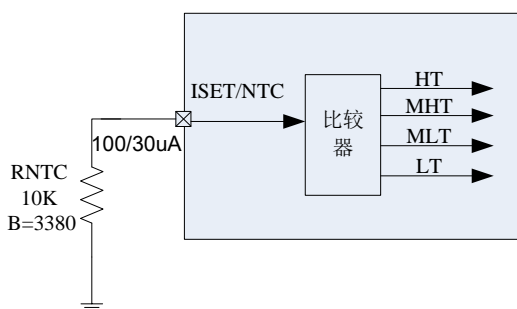 ISET/NTC
100/30uA
RNTC
10K
B=3380
比较
器
HT
MHT
MLT
LT